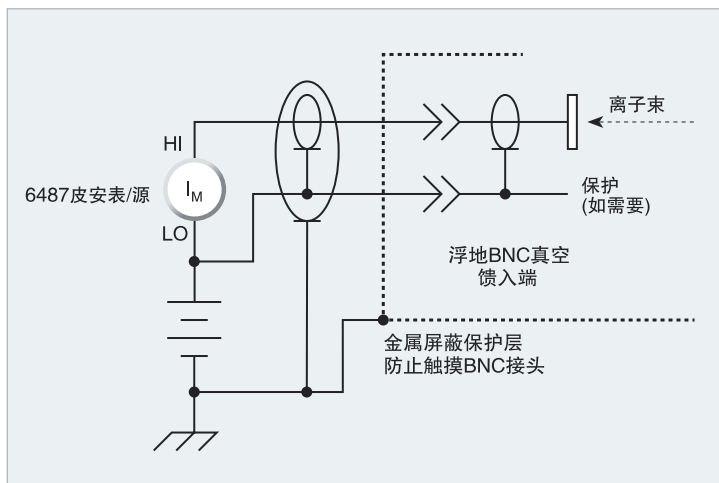 离子束
HI
6487皮安表/源
IM
保护
(如需要)
LO
浮地BNC真空
馈入端
金属屏蔽保护层
防止触摸BNC接头